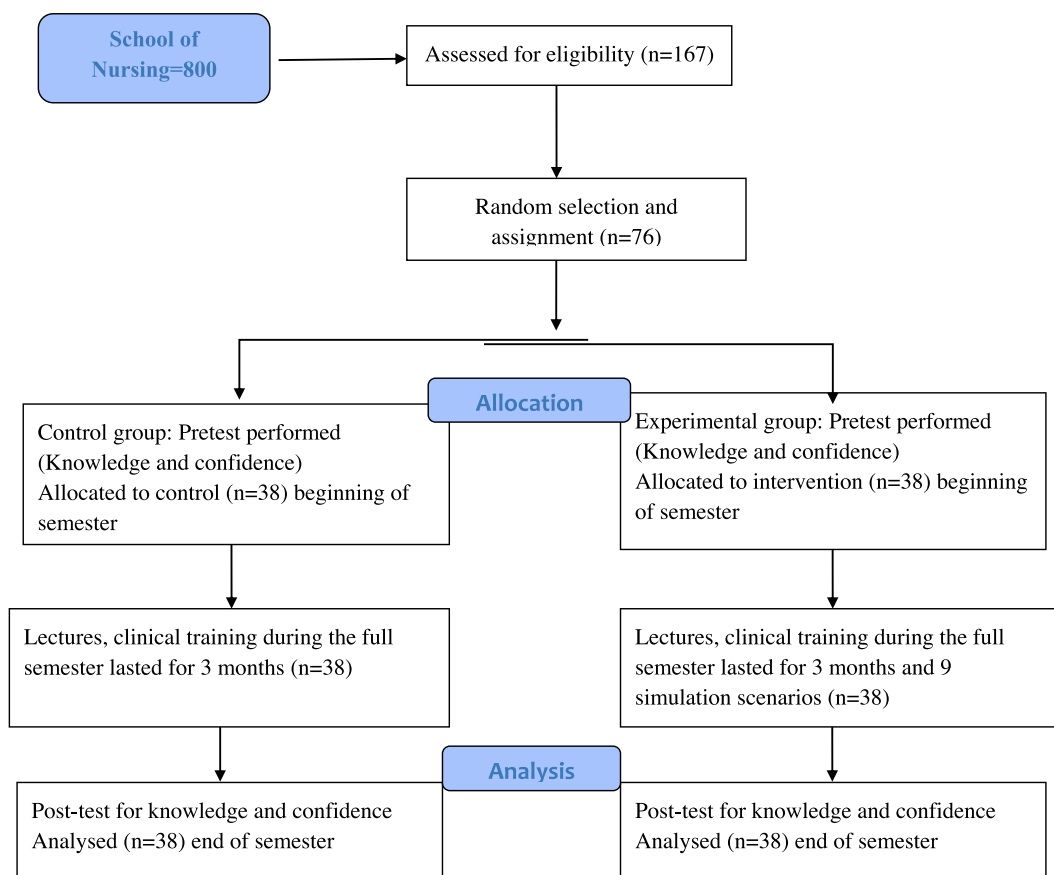 School of
Nursing=800
Assessed for eligibility (n=167)
Random selection and
assignment (n=76)
Allocation
Control group: Pretest performed
(Knowledge and confidence)
Allocated to control (n=38) beginning of
semester
Experimental group: Pretest performed
(Knowledge and confidence)
Allocated to intervention (n=38) beginning
of semester
Lectures, clinical training during the full
semester lasted for 3 months (n=38)
Lectures, clinical training during the full
semester lasted for 3 months and 9
simulation scenarios (n=38)
Analysis
Post-test for knowledge and confidence
Analysed (n=38) end of semester
Post-test for knowledge and confidence
Analysed (n=38) end of semester